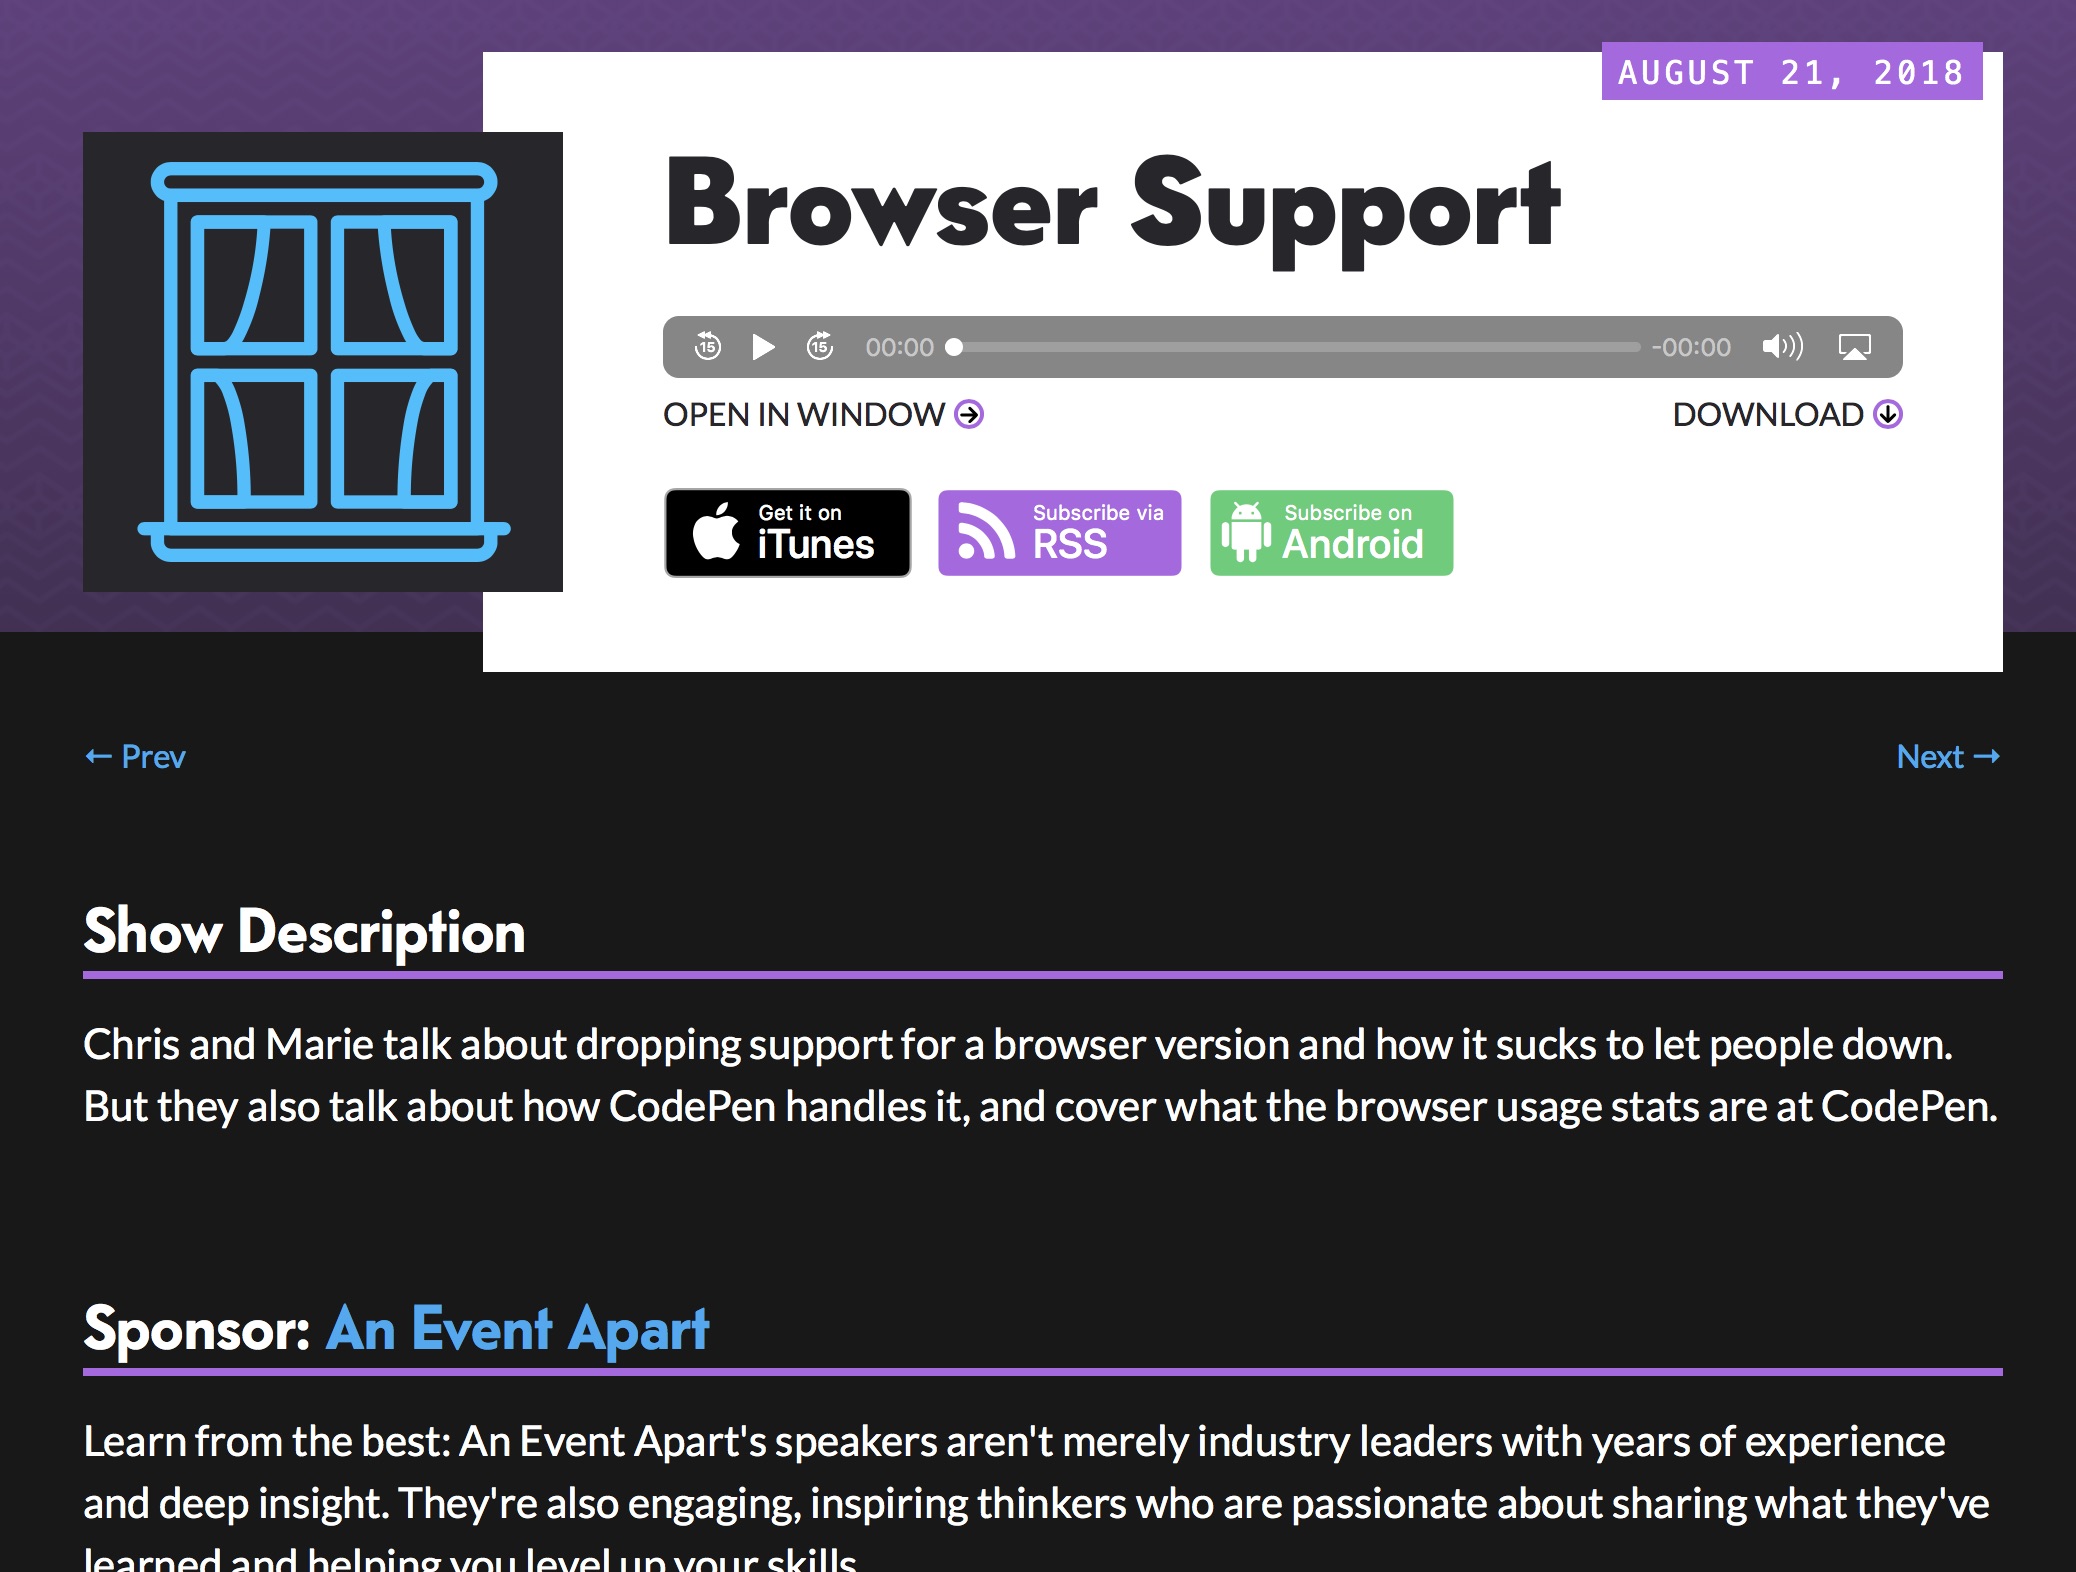 AUGUST 21, 2018
Browser Support
15 15 00:00 -00:00
OPEN IN WINDOW DOWNLOAD
Get it on
iTunes
Subscribe via
RSS
Subscribe on
Android
← Prev
Next →
Show Description
Chris and Marie talk about dropping support for a browser version and how it sucks to let people down.
But they also talk about how CodePen handles it, and cover what the browser usage stats are at CodePen.
Sponsor: An Event Apart
Learn from the best: An Event Apart's speakers aren't merely industry leaders with years of experience
and deep insight. They're also engaging, inspiring thinkers who are passionate about sharing what they've
learned and helping you level up your skills.